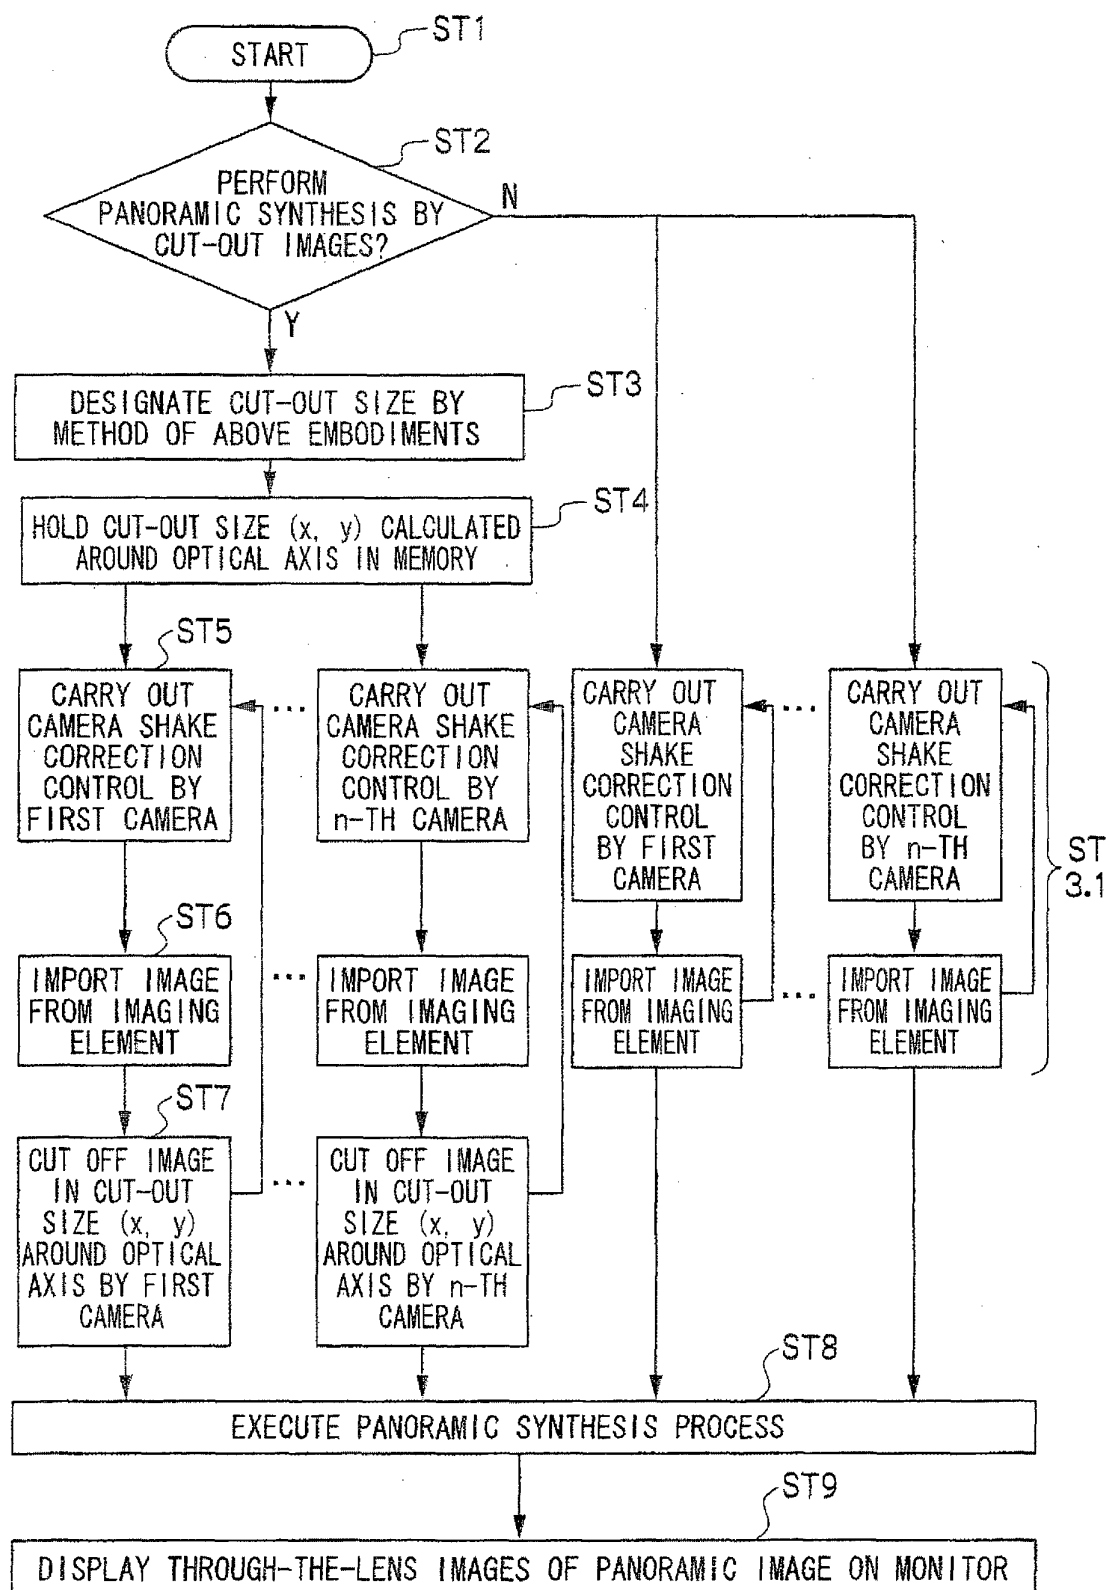 START
ST1
ST2
PERFORM
PANORAMIC SYNTHESIS BY
CUT-OUT IMAGES?
N
Y
DESIGNATE CUT-OUT SIZE BY
METHOD OF ABOVE EMBODIMENTS
ST3
HOLD CUT-OUT SIZE (x, y) CALCULATED
AROUND OPTICAL AXIS IN MEMORY
ST4
ST5
CARRY OUT
CAMERA SHAKE
CORRECTION
CONTROL BY
FIRST CAMERA
...
CARRY OUT
CAMERA SHAKE
CORRECTION
CONTROL BY
n-TH CAMERA
CARRY OUT
CAMERA
SHAKE
CORRECTION
CONTROL
BY FIRST
CAMERA
...
CARRY OUT
CAMERA
SHAKE
CORRECTION
CONTROL
BY n-TH
CAMERA
ST
3.1
ST6
IMPORT IMAGE
FROM IMAGING
ELEMENT
...
IMPORT IMAGE
FROM IMAGING
ELEMENT
IMPORT IMAGE
FROM IMAGING
ELEMENT
...
IMPORT IMAGE
FROM IMAGING
ELEMENT
ST7
CUT OFF IMAGE
IN CUT-OUT
SIZE (x, y)
AROUND OPTICAL
AXIS BY FIRST
CAMERA
...
CUT OFF IMAGE
IN CUT-OUT
SIZE (x, y)
AROUND OPTICAL
AXIS BY n-TH
CAMERA
ST8
EXECUTE PANORAMIC SYNTHESIS PROCESS
ST9
DISPLAY THROUGH-THE-LENS IMAGES OF PANORAMIC IMAGE ON MONITOR